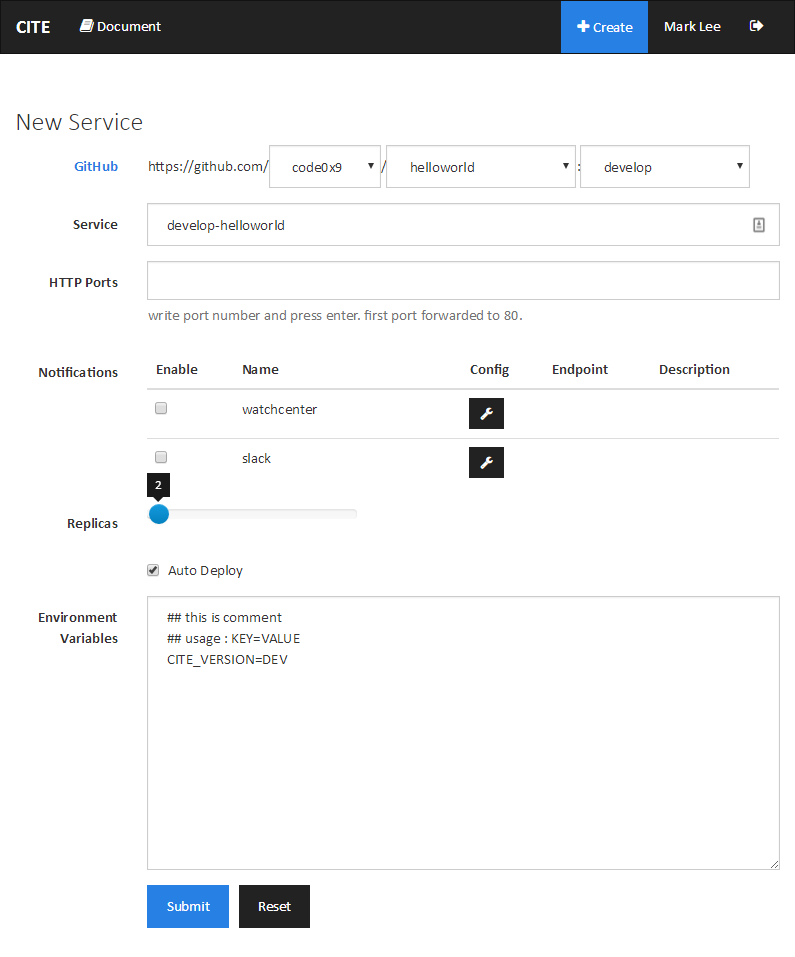 CITE Document Create Mark Lee
New Service
GitHub https://github.com/ code0x9 / helloworld : develop
Service develop-helloworld
HTTP Ports
write port number and press enter. first port forwarded to 80.
Notifications Enable Name Config Endpoint Description
watchcenter
slack
2
Replicas
Auto Deploy
Environment Variables
## this is comment
## usage : KEY=VALUE
CITE_VERSION=DEV
Submit Reset